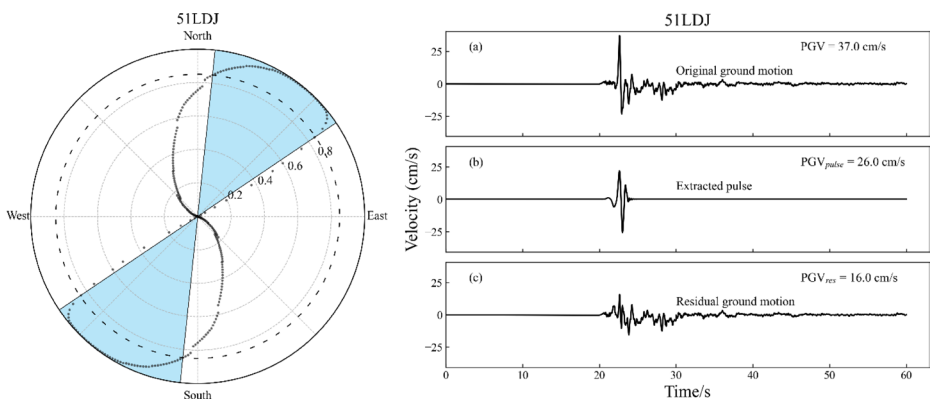 51LDJ
North
West
East
South
0.2
0.4
0.6
0.8
51LDJ
Velocity (cm/s)
(a)
PGV = 37.0 cm/s
Original ground motion
25
0
−25
(b)
PGVpulse = 26.0 cm/s
Extracted pulse
25
0
−25
(c)
PGVres = 16.0 cm/s
Residual ground motion
25
0
−25
0 10 20 30 40 50 60
Time/s